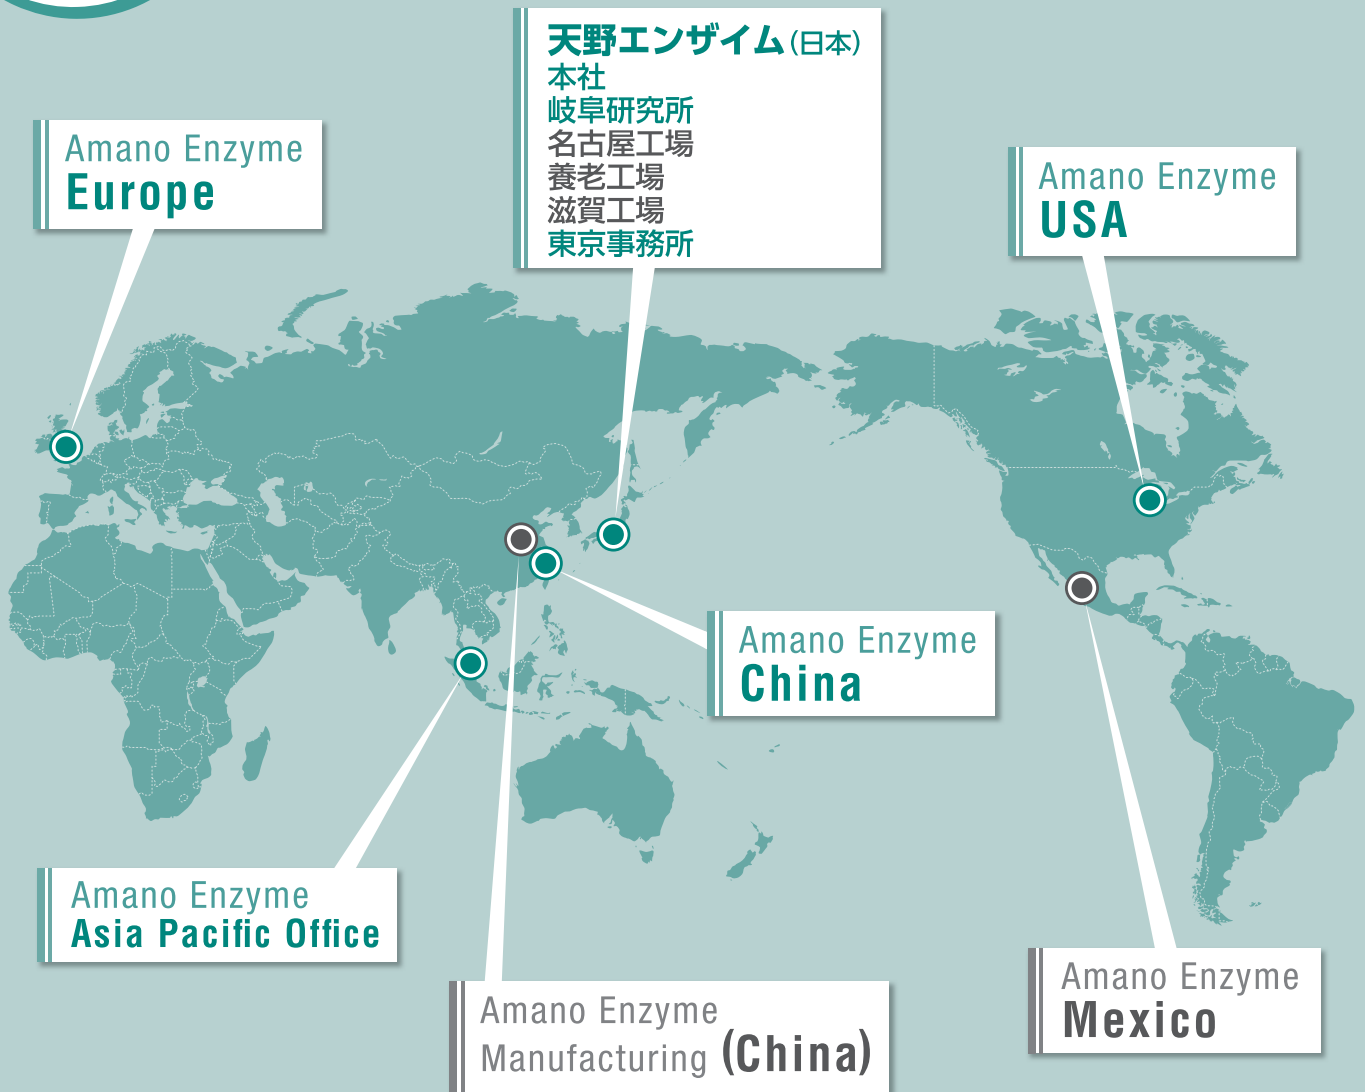 天野エンザイム（日本）
本社
岐阜研究所
名古屋工場
養老工場
滋賀工場
東京事務所
Amano Enzyme
Europe
Amano Enzyme
USA
Amano Enzyme
China
Amano Enzyme
Asia Pacific Office
Amano Enzyme
Manufacturing (China)
Amano Enzyme
Mexico